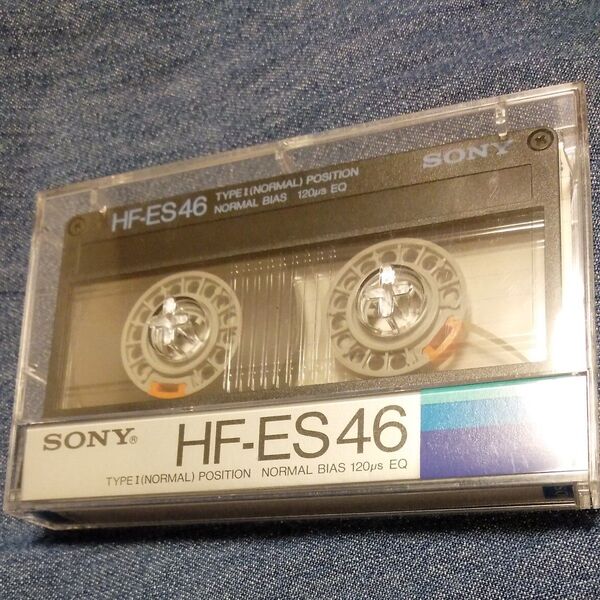 HF-ES46
TYPE I (NORMAL) POSITION
NORMAL BIAS 120µs EQ
SONY
SONY®
HF-ES46
TYPE I (NORMAL) POSITION NORMAL BIAS 120µs EQ